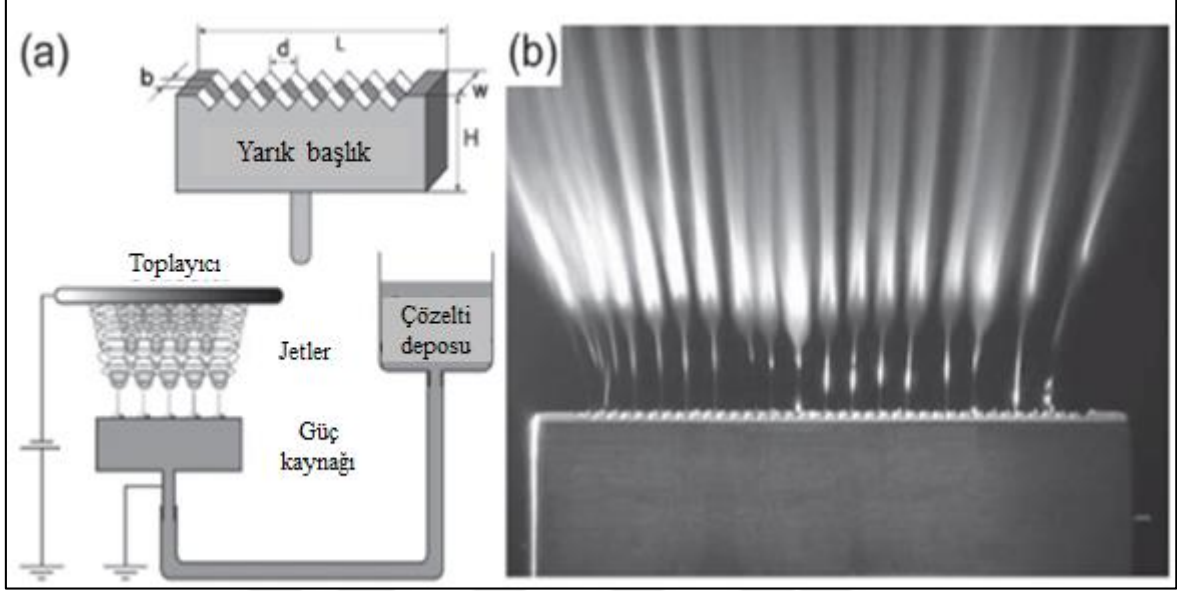 (a)
L
d
b
w
H
Yarık başlık
Toplayıcı
Jetler
Çözelti
deposu
Güç
kaynağı
(b)